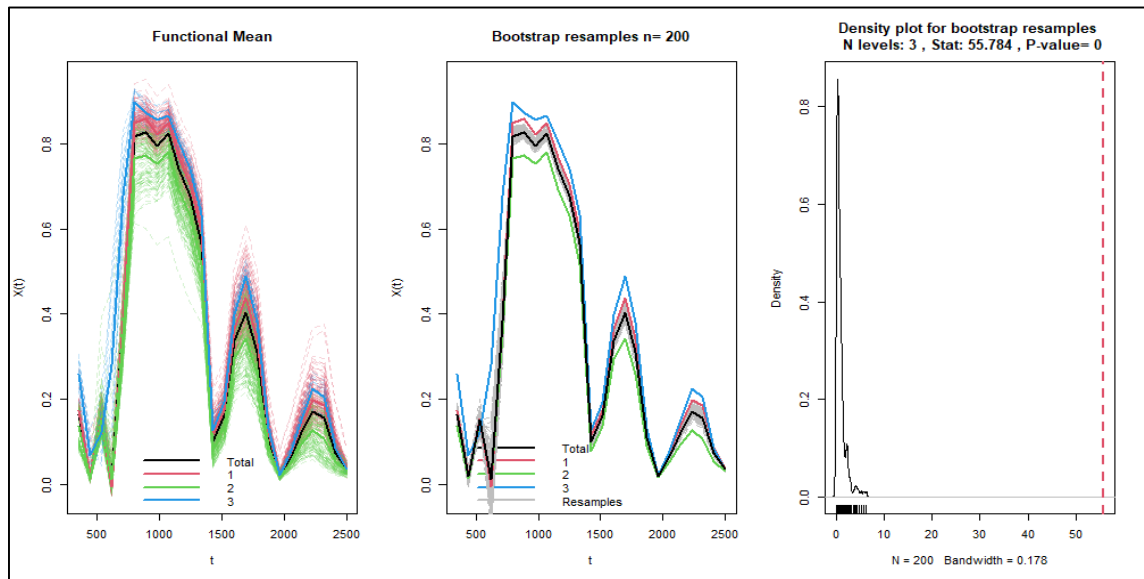 Functional Mean
X(t)
0.0
0.2
0.4
0.6
0.8
Total
1
2
3
500
1000
1500
2000
2500
t
Bootstrap resamples n= 200
X(t)
0.0
0.2
0.4
0.6
0.8
Total
1
2
3
Resamples
500
1000
1500
2000
2500
t
Density plot for bootstrap resamples
N levels: 3 , Stat: 55.784 , P-value= 0
Density
0.0
0.2
0.4
0.6
0.8
0
10
20
30
40
50
N = 200 Bandwidth = 0.178